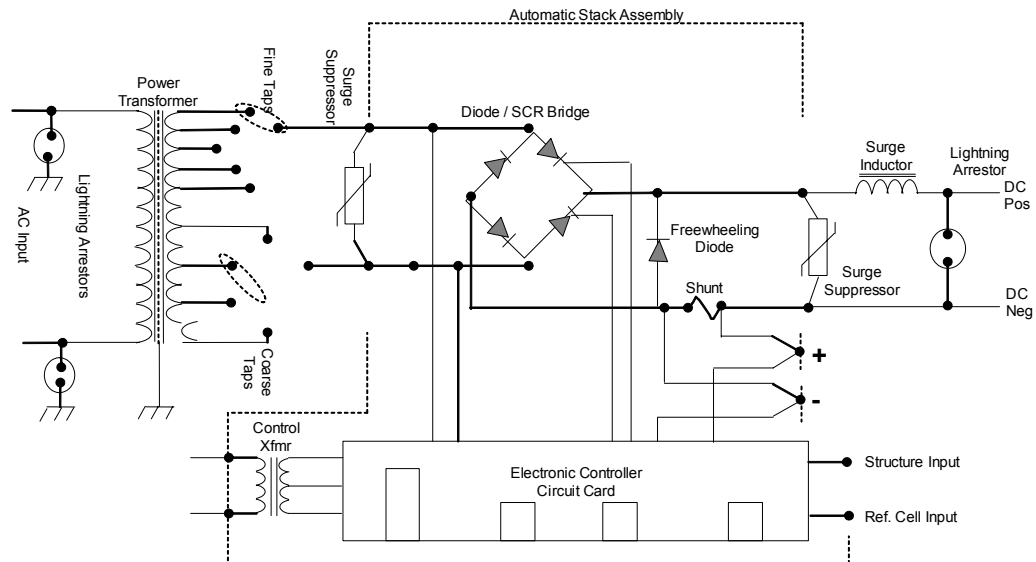 Automatic Stack Assembly
Fine Taps
Surge
Suppressor
Power
Transformer
Diode / SCR Bridge
Surge
Inductor
Lightning
Arrestor
DC
Pos
AC Input
Lightning Arrestors
Freewheeling
Diode
Surge
Suppressor
Shunt
DC
Neg
Coarse
Taps
+
-
Control
Xfmr
Electronic Controller
Circuit Card
Structure Input
Ref. Cell Input